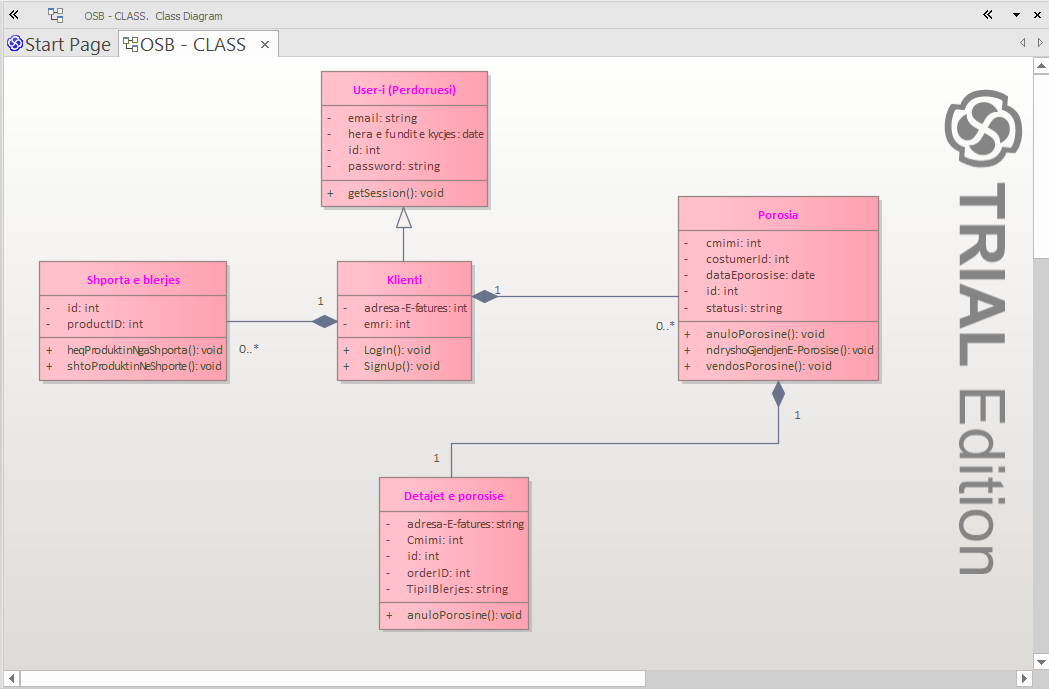 OSB - CLASS.  Class Diagram
Start Page
OSB - CLASS
User-i (Perdoruesi)
- email: string
- hera e fundit e kycjes: date
- id: int
- password: string
+ getSession(): void
Shporta e blerjes
- id: int
- productID: int
+ heqProduktinNgaShporta(): void
+ shtoProduktinNeShporte(): void
0..*
1
Klienti
- adresa-E-fatures: int
- emri: int
+ LogIn(): void
+ SignUp(): void
1
0..*
Porosia
- cmimi: int
- costumerId: int
- dataEporosise: date
- id: int
- statusi: string
+ anuloPorosine(): void
+ ndryshoGjendjenE-Porosise(): void
+ vendosPorosine(): void
1
1
Detajet e porosise
- adresa-E-fatures: string
- Cmimi: int
- id: int
- orderID: int
- TipiIBlerjes: string
+ anuloPorosine(): void
TRIAL Edition